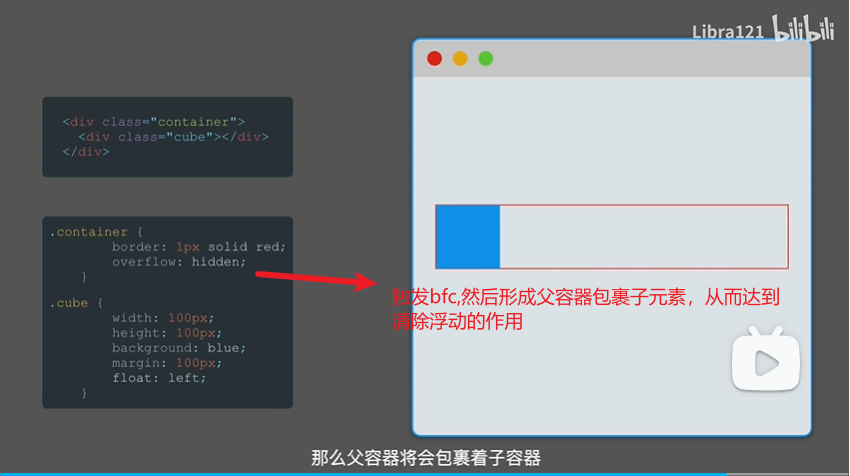 Libra121 bilibili
<div class="container">
<div class="cube"></div>
</div>
.container {
border: 1px solid red;
overflow: hidden;
}
.cube {
width: 100px;
height: 100px;
background: blue;
margin: 100px;
float: left;
}
触发bfc,然后形成父容器包裹子元素，从而达到
清除浮动的作用
那么父容器将会包裹着子容器